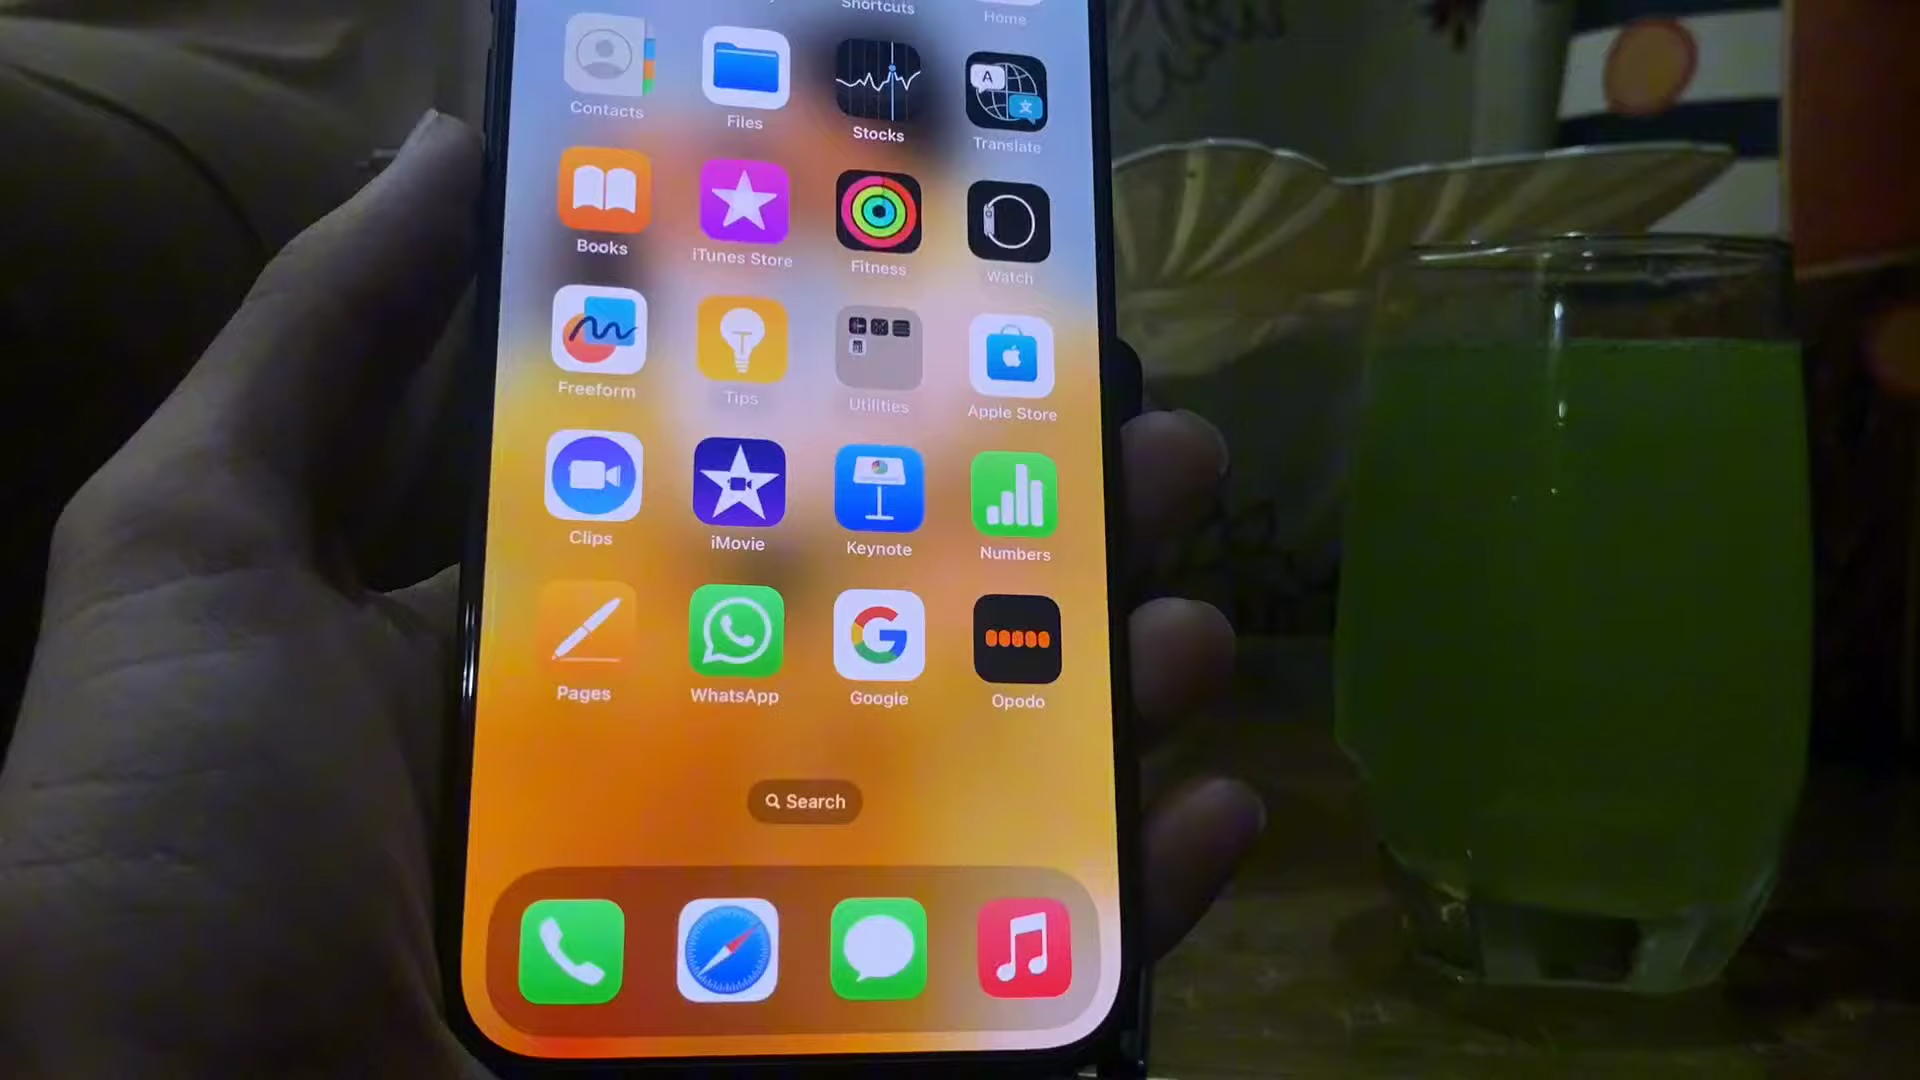 Shortcuts
Home
Contacts
Files
Stocks
Translate
Books
iTunes Store
Fitness
Watch
Freeform
Tips
Utilities
Apple Store
Clips
iMovie
Keynote
Numbers
Pages
WhatsApp
Google
Opodo
Search